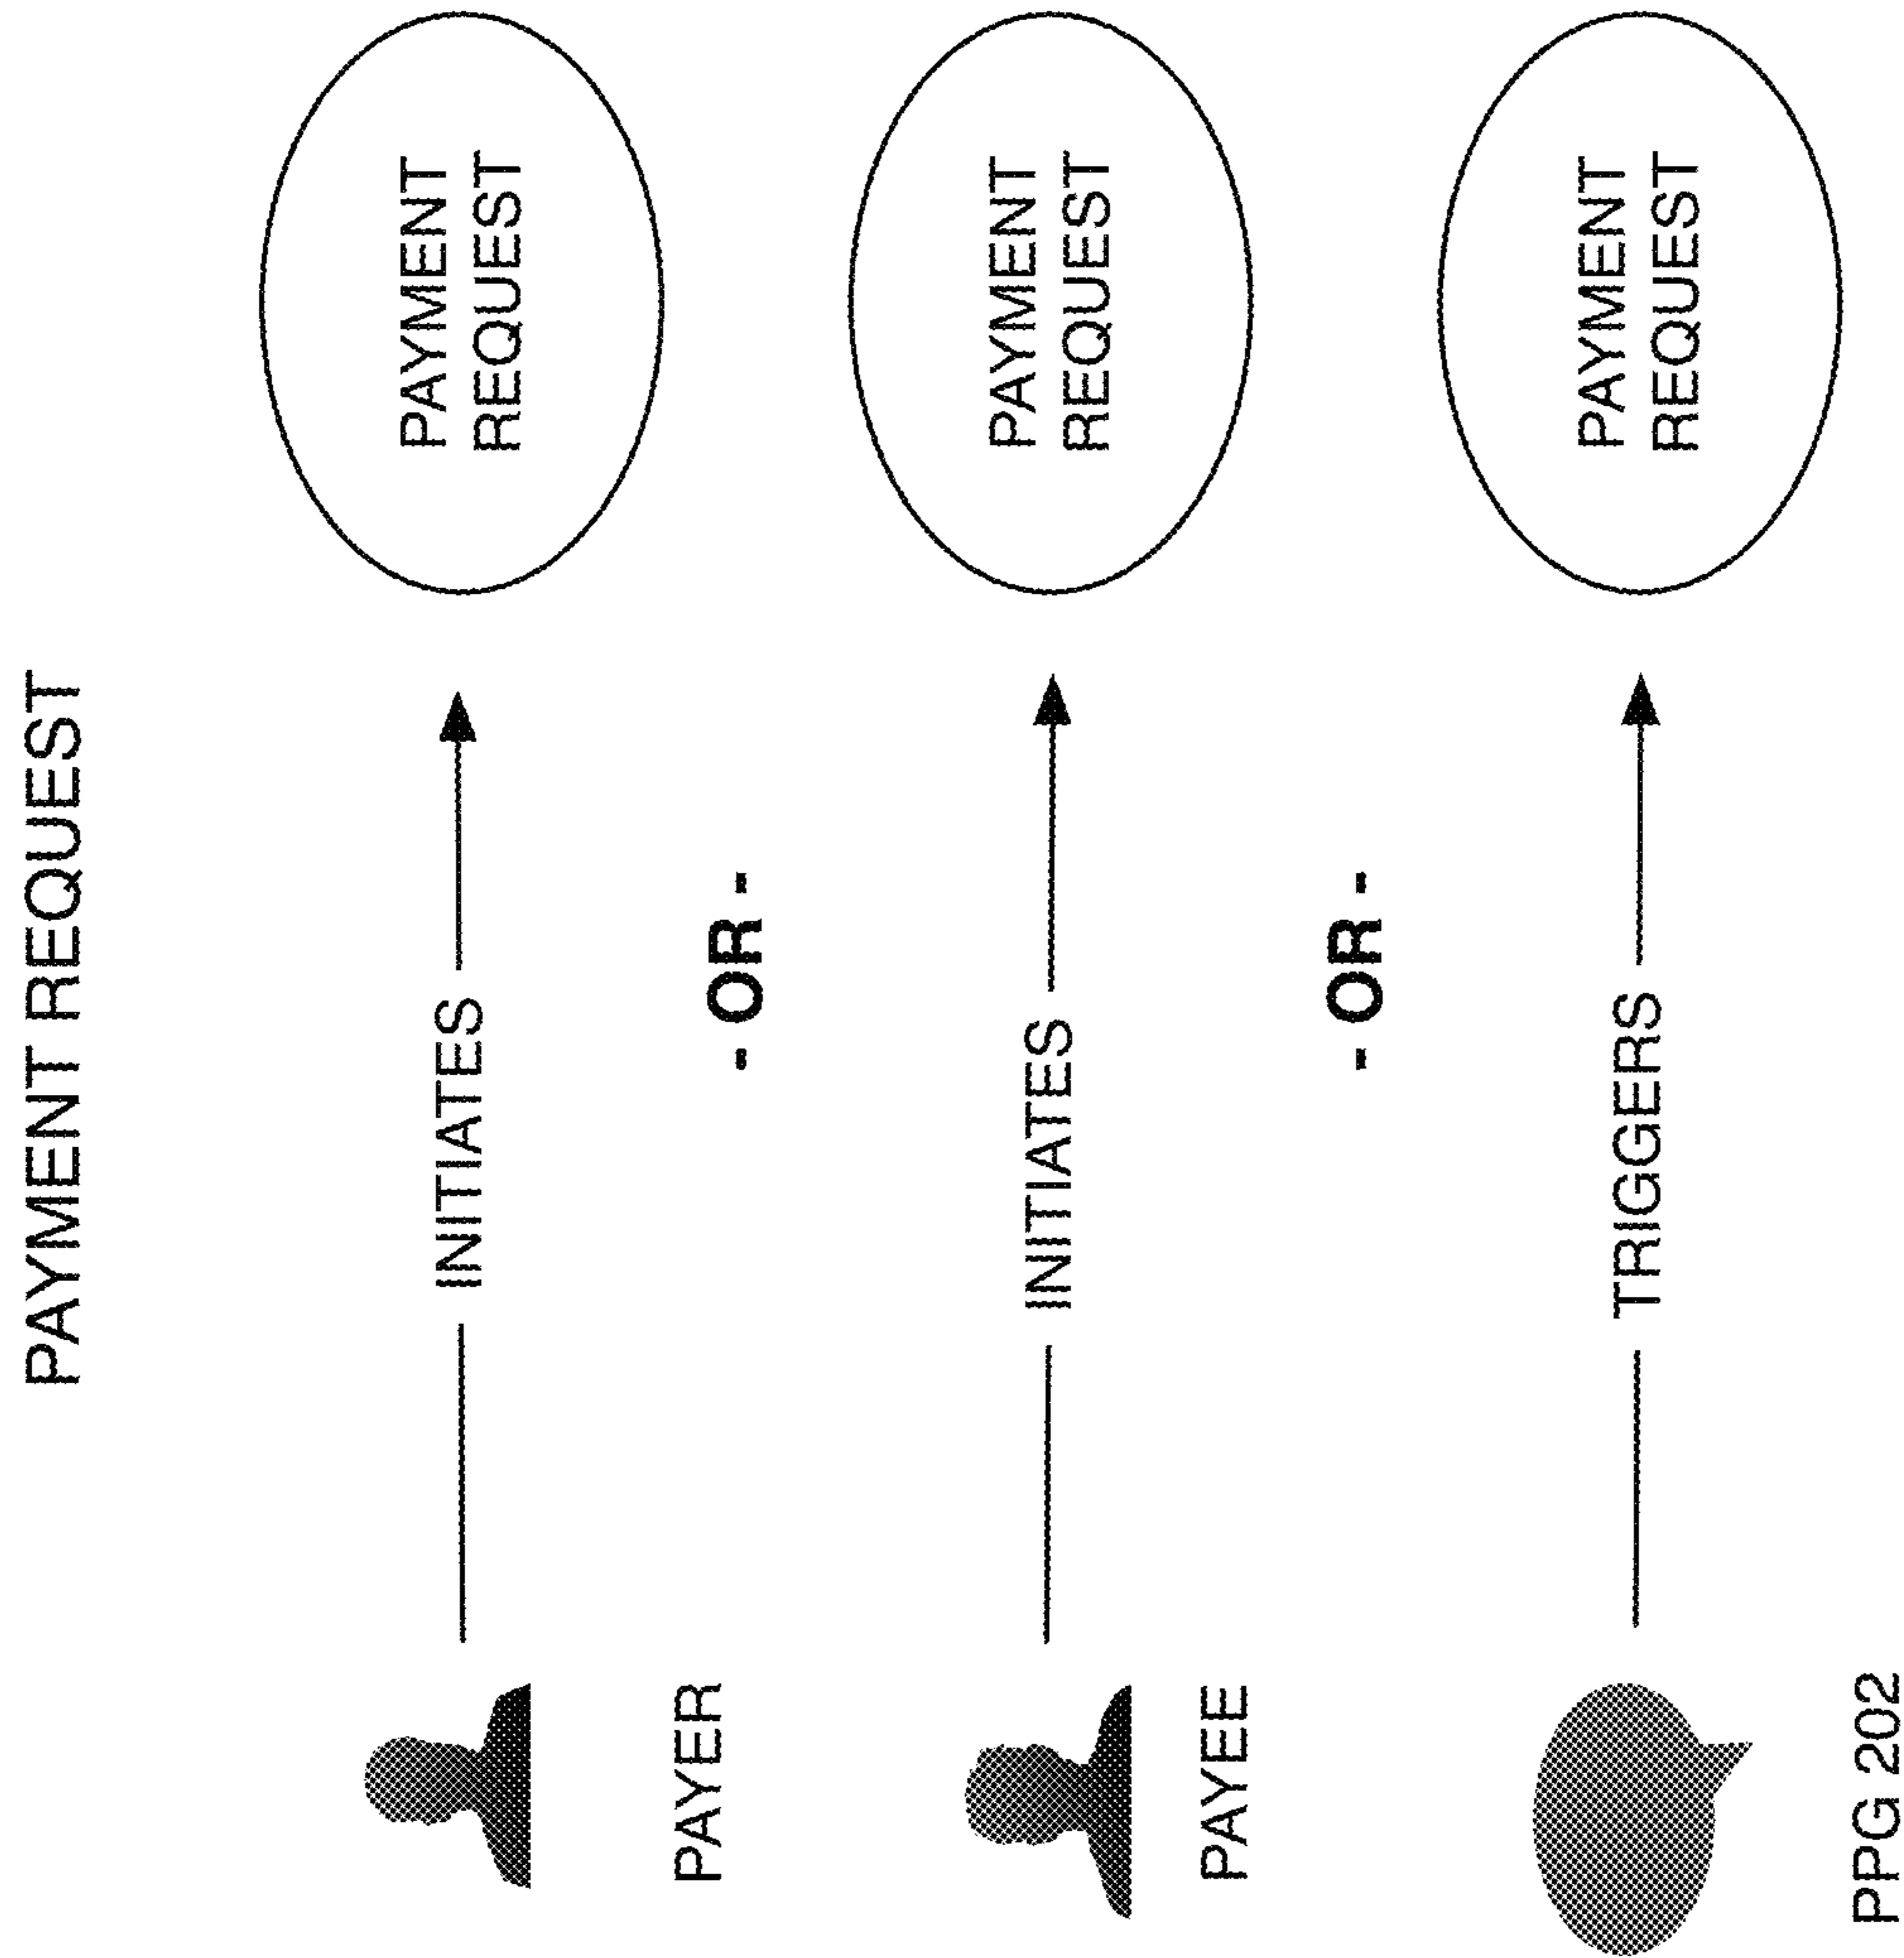 PAYMENT REQUEST
INITIATES
PAYMENT
REQUEST
PAYER
- OR -
INITIATES
PAYMENT
REQUEST
PAYEE
- OR -
TRIGGERS
PAYMENT
REQUEST
PPG 202